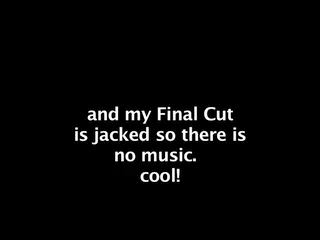 and my Final Cut
is jacked so there is
no music.
cool!